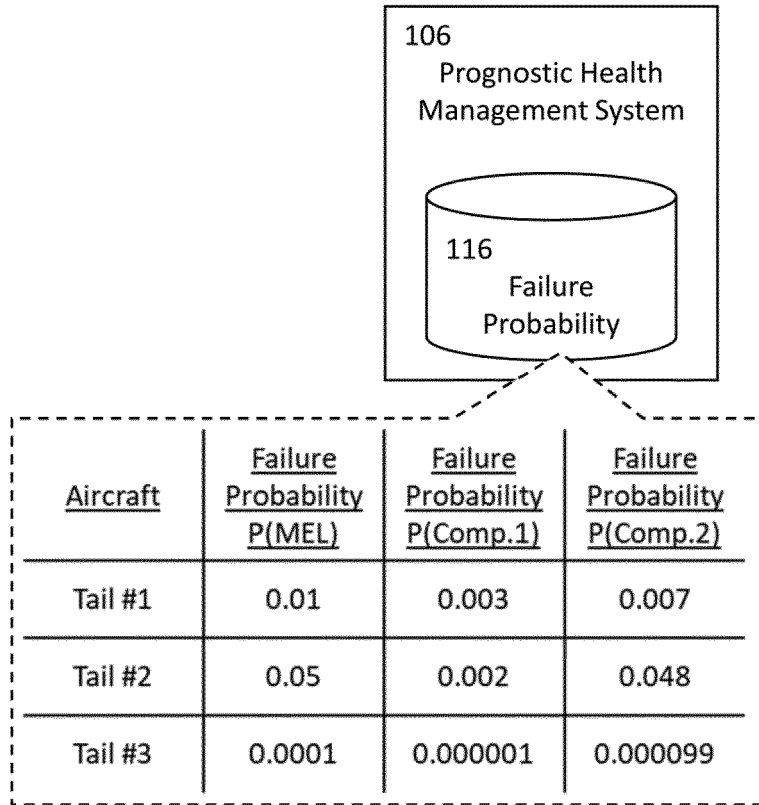 106
Prognostic Health
Management System
116
Failure
Probability
Aircraft
Failure
Probability
P(MEL)
Failure
Probability
P(Comp.1)
Failure
Probability
P(Comp.2)
Tail #1 0.01 0.003 0.007
Tail #2 0.05 0.002 0.048
Tail #3 0.0001 0.000001 0.000099